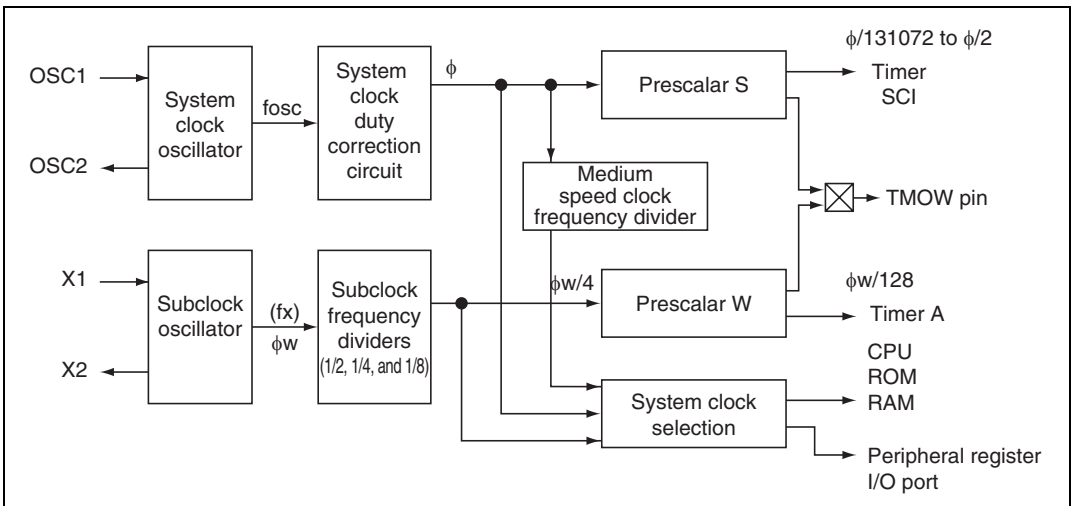 OSC1
OSC2
System
clock
oscillator
fosc
System
clock
duty
correction
circuit
ϕ
Prescalar S
ϕ/131072 to ϕ/2
Timer
SCI
Medium
speed clock
frequency divider
TMOW pin
X1
X2
Subclock
oscillator
(fx)
ϕw
Subclock
frequency
dividers
(1/2, 1/4, and 1/8)
ϕw/4
Prescalar W
ϕw/128
Timer A
System clock
selection
CPU
ROM
RAM
Peripheral register
I/O port